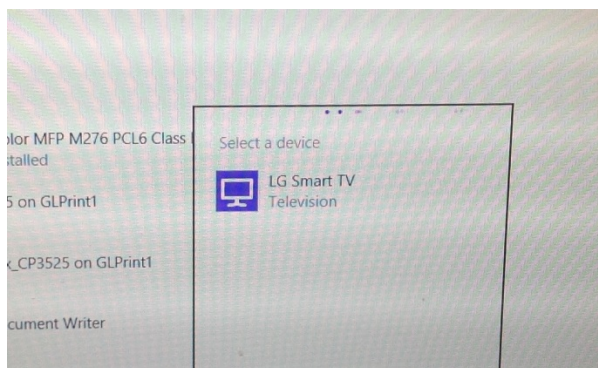 olor MFP M276 PCL6 Class
stalled
5 on GLPrint1
_CP3525 on GLPrint1
cument Writer
Select a device
LG Smart TV
Television